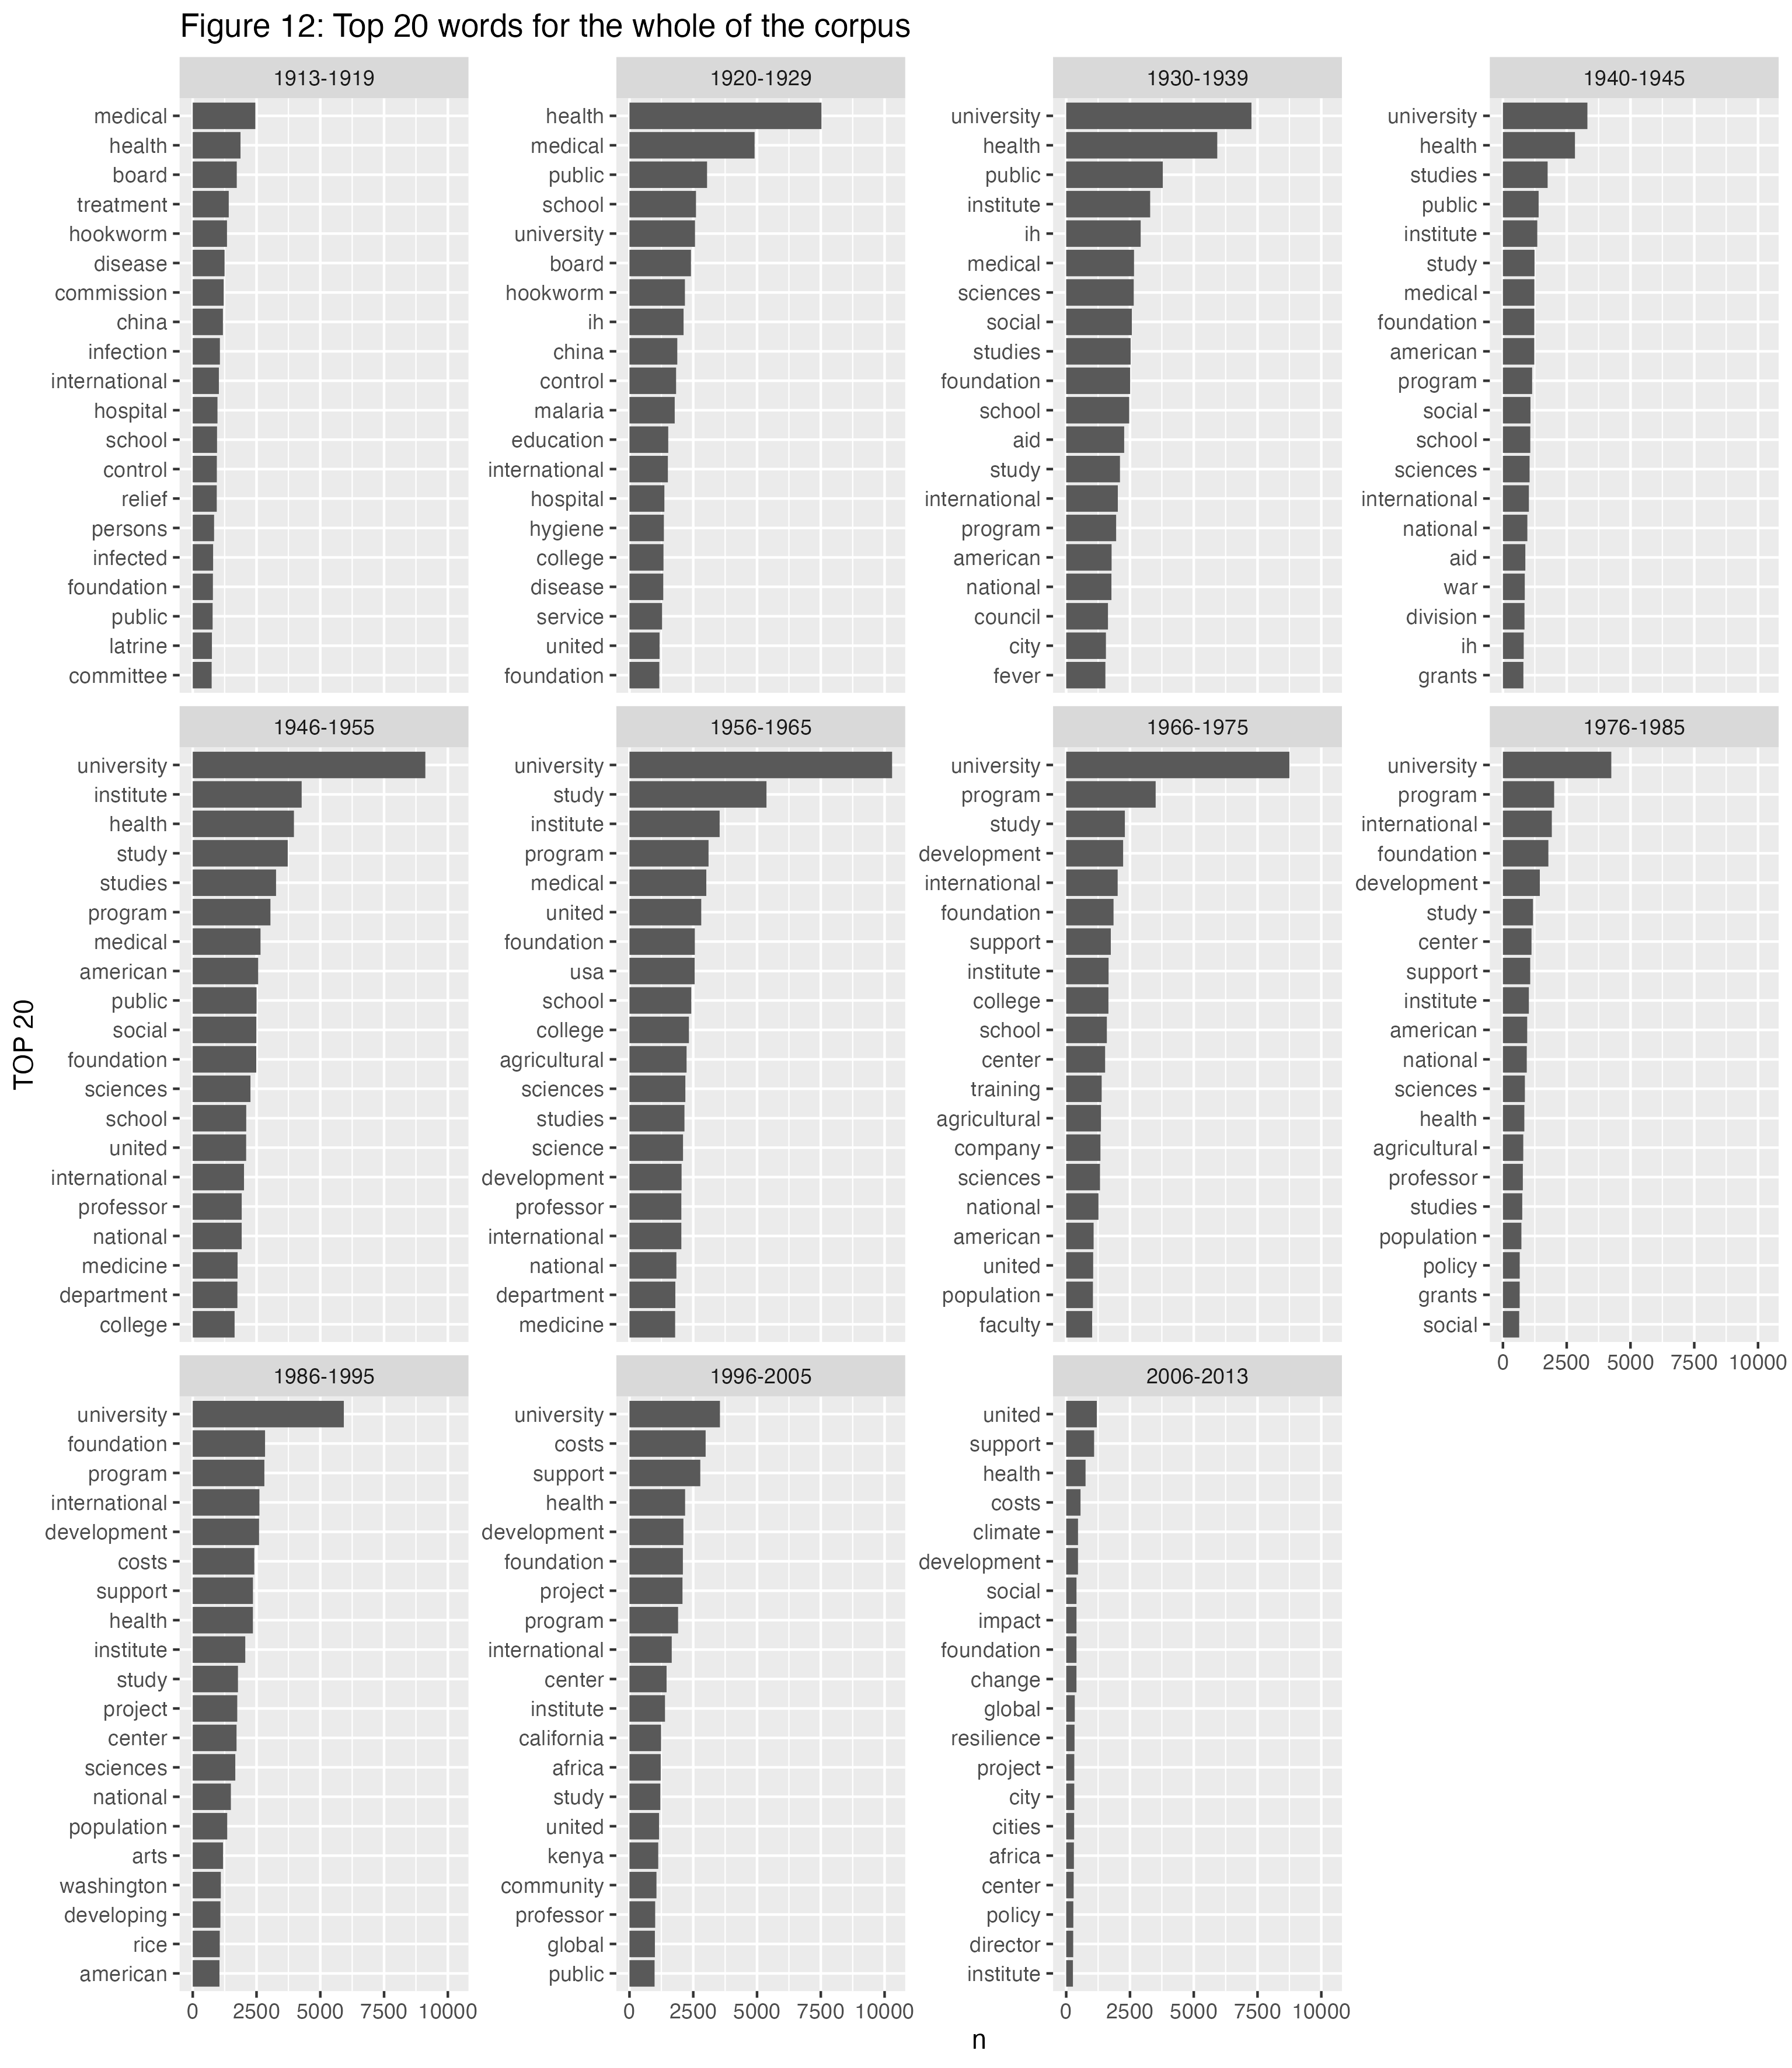 Figure 12: Top 20 words for the whole of the corpus
1913-1919
medical
health
board
treatment
hookworm
disease
commission
china
infection
international
hospital
school
control
relief
persons
infected
foundation
public
latrine
committee
1920-1929
health
medical
public
school
university
board
hookworm
ih
china
control
malaria
education
international
hospital
hygiene
college
disease
service
united
foundation
1930-1939
university
health
public
institute
ih
medical
sciences
social
studies
foundation
school
aid
study
international
program
american
national
council
city
fever
1940-1945
university
health
studies
public
institute
study
medical
foundation
american
program
social
school
sciences
international
national
aid
war
division
ih
grants
TOP 20
1946-1955
university
institute
health
study
studies
program
medical
american
public
social
foundation
sciences
school
united
international
professor
national
medicine
department
college
1956-1965
university
study
institute
program
medical
united
foundation
usa
school
college
agricultural
sciences
studies
science
development
professor
international
national
department
medicine
1966-1975
university
program
study
development
international
foundation
support
institute
college
school
center
training
agricultural
company
sciences
national
american
united
population
faculty
1976-1985
university
program
international
foundation
development
study
center
support
institute
american
national
sciences
health
agricultural
professor
studies
population
policy
grants
social
0 2500 5000 7500 10000
1986-1995
university
foundation
program
international
development
costs
support
health
institute
study
project
center
sciences
national
population
arts
washington
developing
rice
american
0 2500 5000 7500 10000
1996-2005
university
costs
support
health
development
foundation
project
program
international
center
institute
california
africa
study
united
kenya
community
professor
global
public
0 2500 5000 7500 10000
2006-2013
united
support
health
costs
climate
development
social
impact
foundation
change
global
resilience
project
city
cities
africa
center
policy
director
institute
0 2500 5000 7500 10000
n